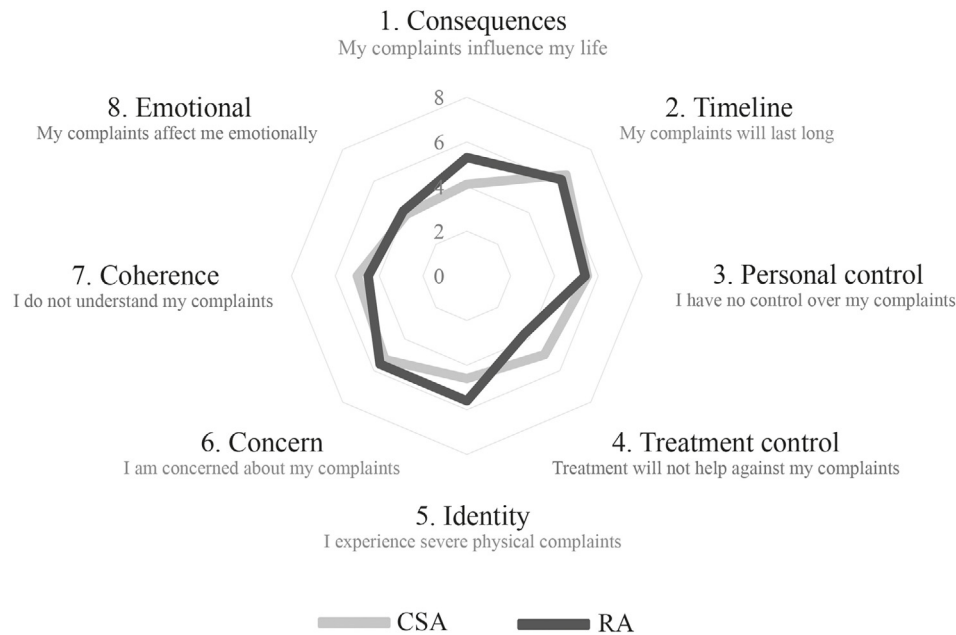 1. Consequences
My complaints influence my life
8. Emotional
My complaints affect me emotionally
2. Timeline
My complaints will last long
8
6
4
2
0
7. Coherence
I do not understand my complaints
3. Personal control
I have no control over my complaints
6. Concern
I am concerned about my complaints
4. Treatment control
Treatment will not help against my complaints
5. Identity
I experience severe physical complaints
CSA RA